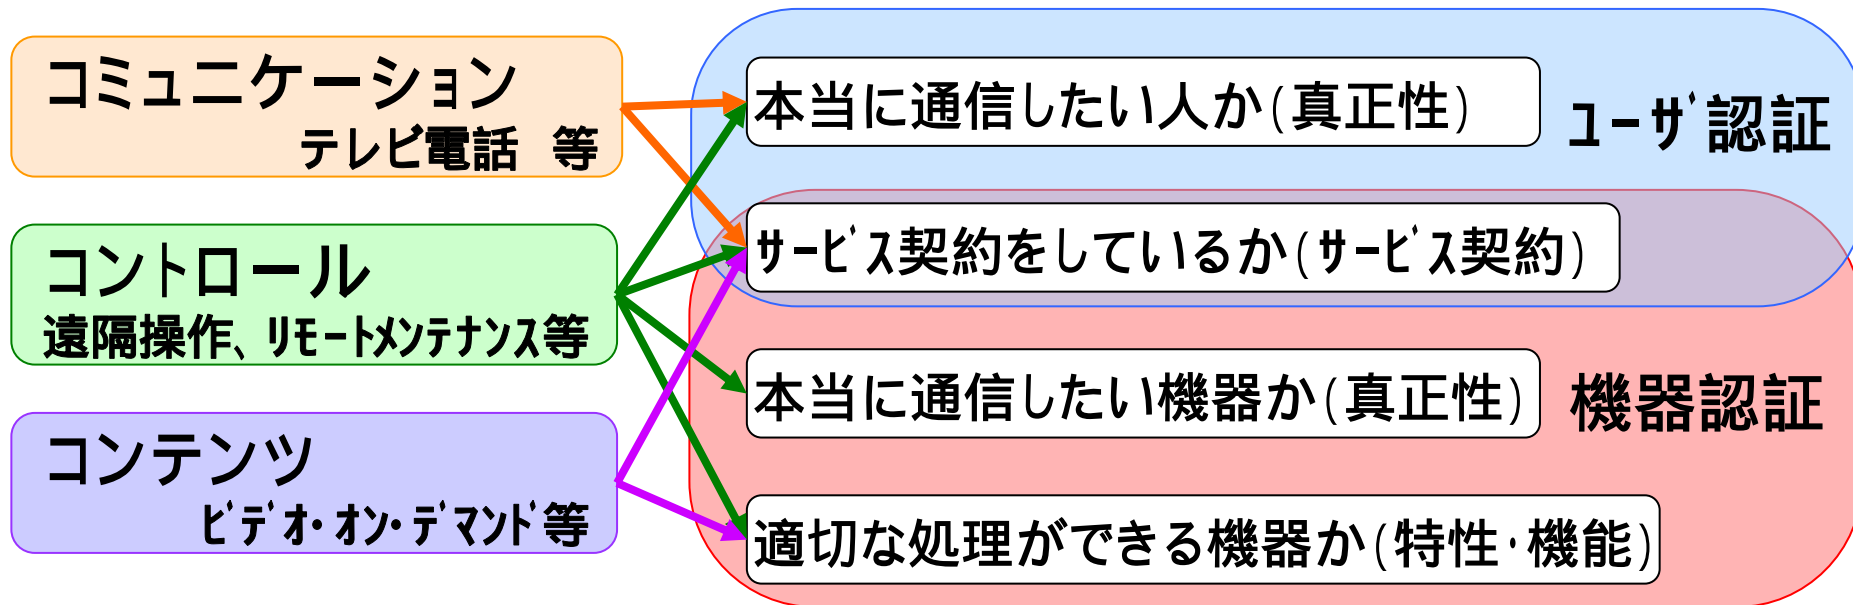 コミュニケーション
テレビ電話　等
コントロール
遠隔操作、ﾘﾓｰﾄﾒﾝﾃﾅﾝｽ等
コンテンツ
ﾋﾞﾃﾞｵ･ｵﾝ･ﾃﾞﾏﾝﾄﾞ等
本当に通信したい人か(真正性)
ｻｰﾋﾞｽ契約をしているか(ｻｰﾋﾞｽ契約)
本当に通信したい機器か(真正性)
適切な処理ができる機器か(特性･機能)
ﾕｰｻﾞ認証
機器認証